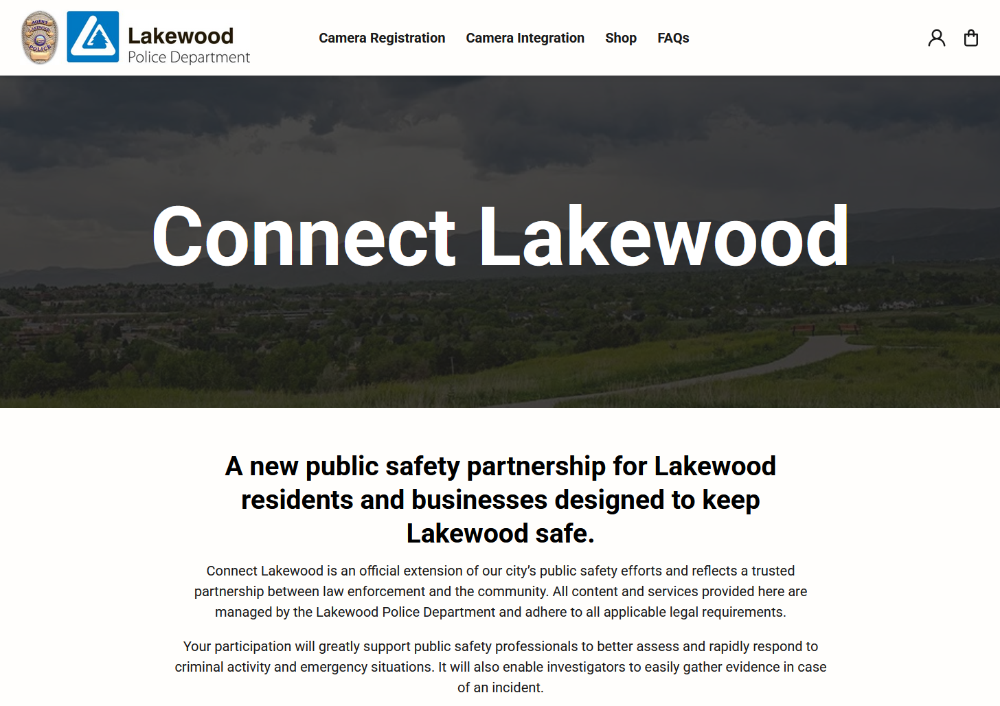 AGENT
LAKEWOOD
POLICE
Lakewood
Police Department
Camera Registration
Camera Integration
Shop
FAQs
Connect Lakewood
A new public safety partnership for Lakewood
residents and businesses designed to keep
Lakewood safe.
Connect Lakewood is an official extension of our city’s public safety efforts and reflects a trusted
partnership between law enforcement and the community. All content and services provided here are
managed by the Lakewood Police Department and adhere to all applicable legal requirements.
Your participation will greatly support public safety professionals to better assess and rapidly respond to
criminal activity and emergency situations. It will also enable investigators to easily gather evidence in case
of an incident.